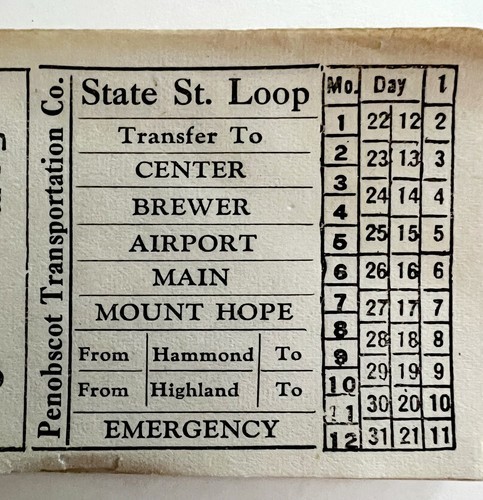 Penobscot Transportation Co.
State St. Loop
Transfer To
CENTER
BREWER
AIRPORT
MAIN
MOUNT HOPE
From Hammond To
From Highland To
EMERGENCY
Mo. Day 1
1 22 12 2
2 23 13 3
3 24 14 4
4 25 15 5
5 26 16 6
6 27 17 7
7 28 18 8
8 29 19 9
9 30 20 10
10 31 21 11
11
12